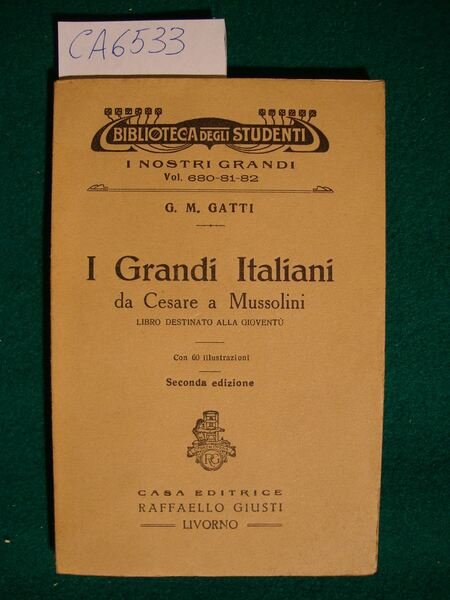 CA6533
BIBLIOTECA DEGLI STUDENTI
I NOSTRI GRANDI
Vol. 680-81-82
G. M. GATTI
I Grandi Italiani
da Cesare a Mussolini
LIBRO DESTINATO ALLA GIOVENTÙ
Con 60 illustrazioni
Seconda edizione
RG
CASA EDITRICE
RAFFAELLO GIUSTI
LIVORNO